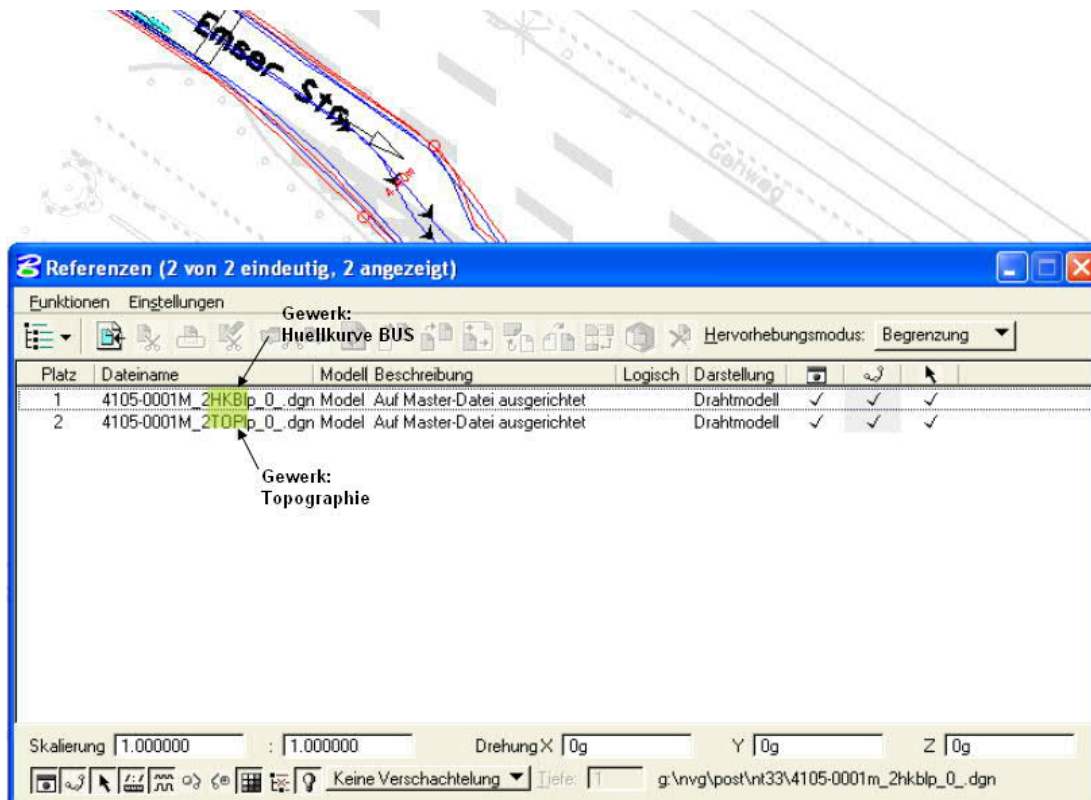 Emser Str.
Gehweg
Referenzen (2 von 2 eindeutig, 2 angezeigt)
Funktionen Einstellungen
Gewerk:
Huellkurve BUS
Hervorhebungsmodus: Begrenzung
Platz Dateiname Modell Beschreibung Logisch Darstellung
1 4105-0001M_2HKBlp_0_.dgn Model Auf Master-Datei ausgerichtet Drahtmodell
2 4105-0001M_2TOPlp_0_.dgn Model Auf Master-Datei ausgerichtet Drahtmodell
Gewerk:
Topographie
Skalierung 1.000000 : 1.000000 Drehung X 0g Y 0g Z 0g
Keine Verschachtelung Tiefe: 1 g:\nvg\post\nt33\4105-0001m_2hkblp_0_.dgn